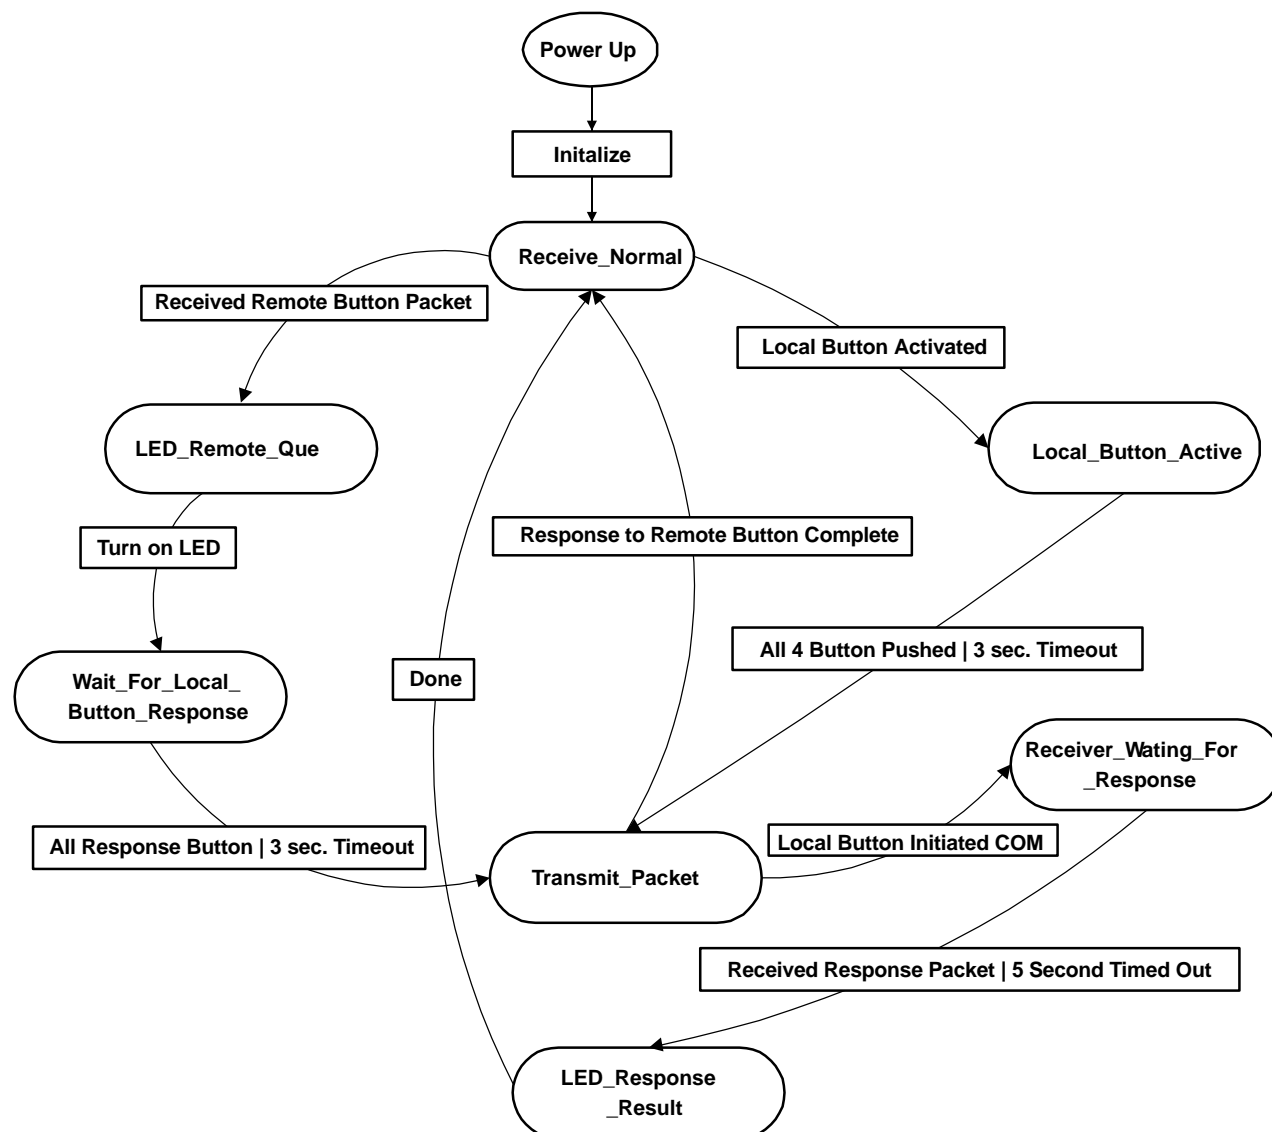 Power Up
Initalize
Receive_Normal
Received Remote Button Packet
Local Button Activated
LED_Remote_Que
Local_Button_Active
Turn on LED
Response to Remote Button Complete
All 4 Button Pushed | 3 sec. Timeout
Wait_For_Local_
Button_Response
Done
Receiver_Wating_For
_Response
All Response Button | 3 sec. Timeout
Local Button Initiated COM
Transmit_Packet
Received Response Packet | 5 Second Timed Out
LED_Response
_Result